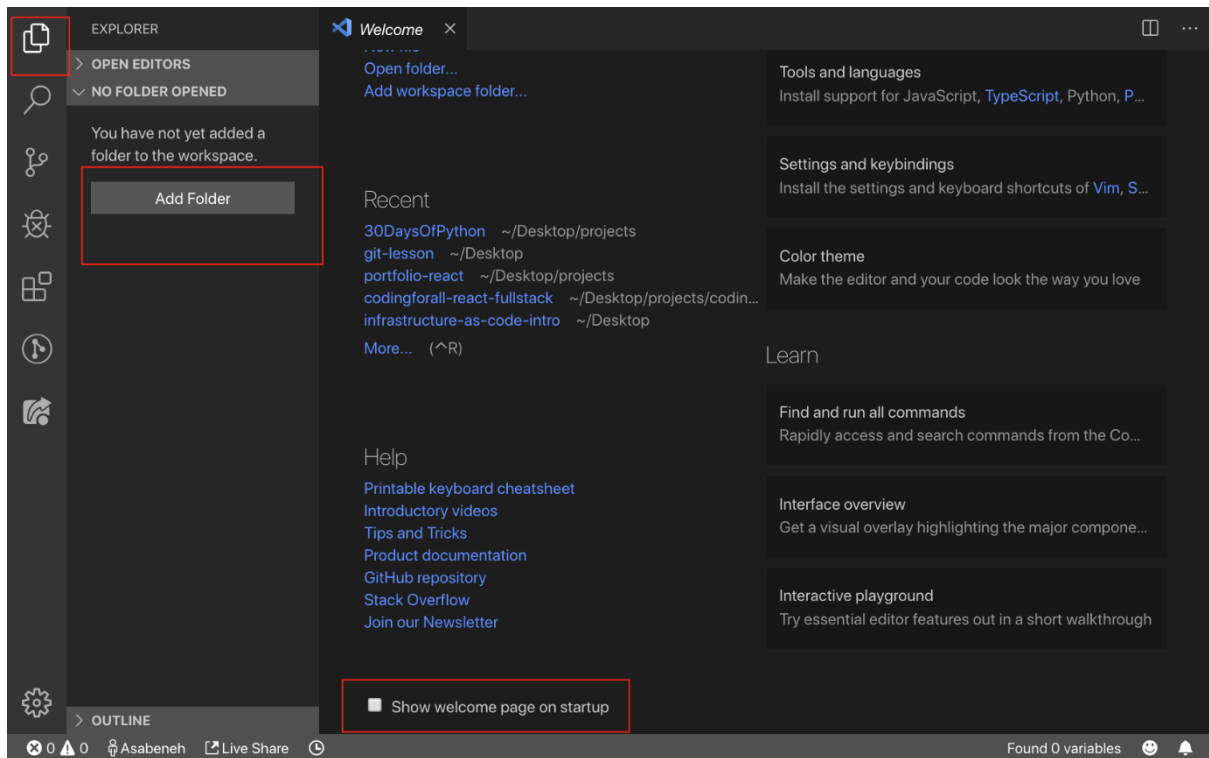 EXPLORER
OPEN EDITORS
NO FOLDER OPENED
You have not yet added a
folder to the workspace.
Add Folder
OUTLINE
Welcome
Open folder...
Add workspace folder...
Recent
30DaysOfPython ~/Desktop/projects
git-lesson ~/Desktop
portfolio-react ~/Desktop/projects
codingforall-react-fullstack ~/Desktop/projects/codin...
infrastructure-as-code-intro ~/Desktop
More... (^R)
Help
Printable keyboard cheatsheet
Introductory videos
Tips and Tricks
Product documentation
GitHub repository
Stack Overflow
Join our Newsletter
Show welcome page on startup
Tools and languages
Install support for JavaScript, TypeScript, Python, P...
Settings and keybindings
Install the settings and keyboard shortcuts of Vim, S...
Color theme
Make the editor and your code look the way you love
Learn
Find and run all commands
Rapidly access and search commands from the Co...
Interface overview
Get a visual overlay highlighting the major compone...
Interactive playground
Try essential editor features out in a short walkthrough
0 0 Asabeneh Live Share Found 0 variables